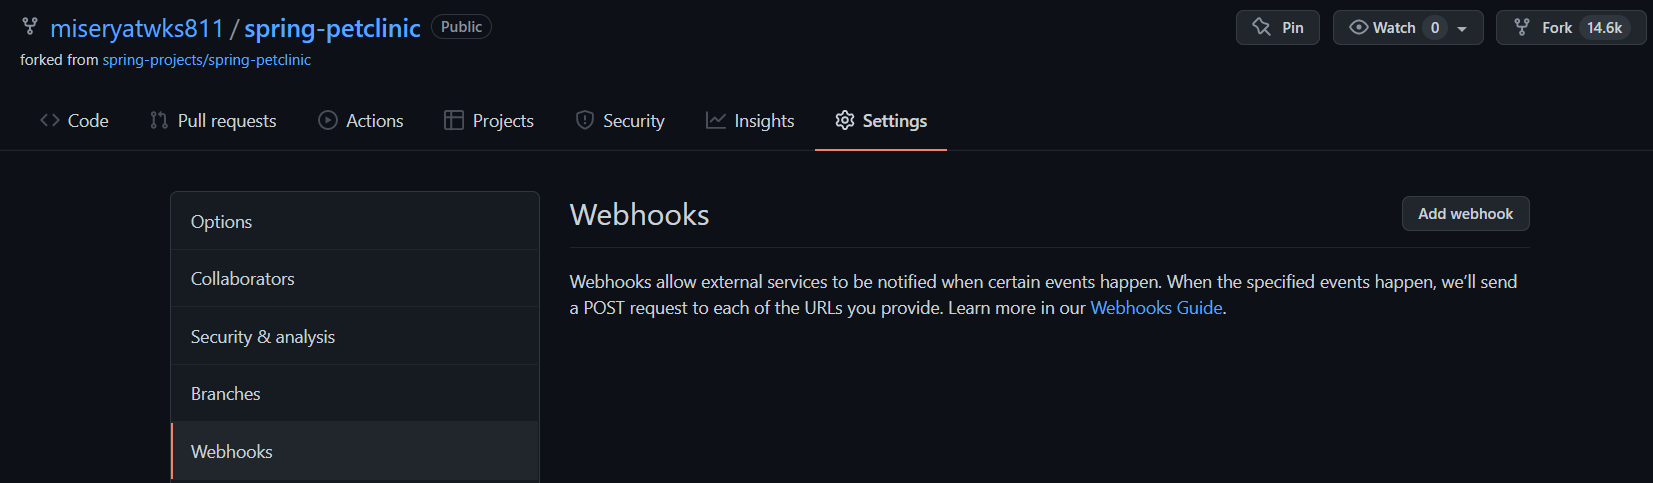 miseryatwks811 / spring-petclinic Public Pin Watch 0 Fork 14.6k
forked from spring-projects/spring-petclinic
Code Pull requests Actions Projects Security Insights Settings
Options
Collaborators
Security & analysis
Branches
Webhooks
Webhooks Add webhook
Webhooks allow external services to be notified when certain events happen. When the specified events happen, we’ll send
a POST request to each of the URLs you provide. Learn more in our Webhooks Guide.